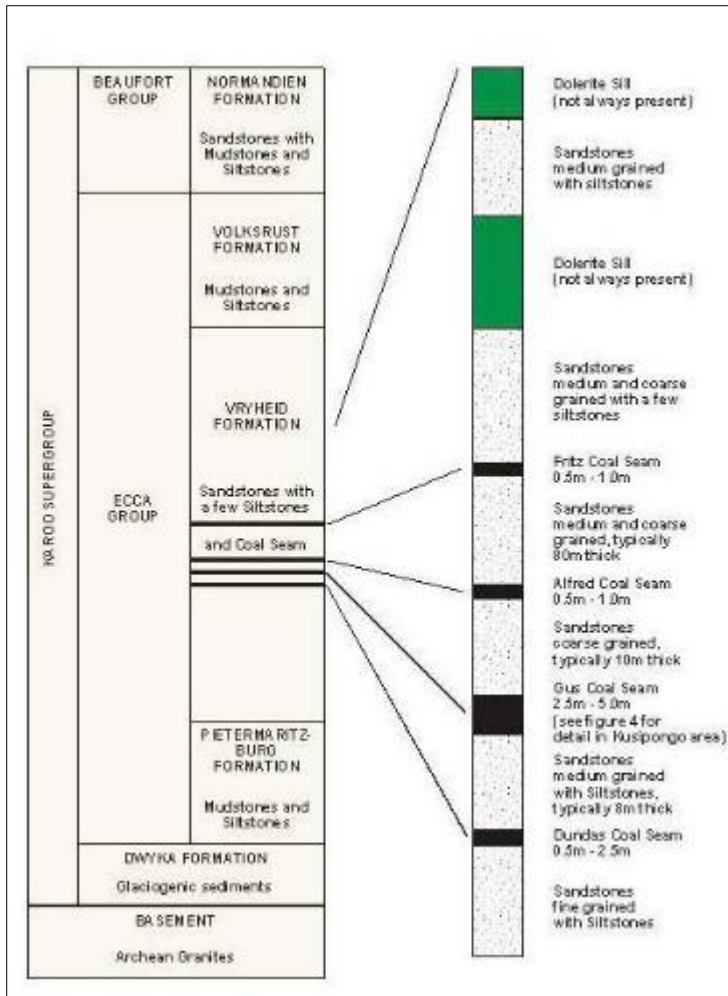 BEAUFORT
GROUP
NORMANDIEN
FORMATION
Sandstones with
Mudstones and
Siltstones
VOLKSRUST
FORMATION
Mudstones and
Siltstones
VRYHEID
FORMATION
Sandstones with
a few Siltstones
and Coal Seam
KAROO SUPERGROUP
ECCA
GROUP
PIETERMARITZ-
BURG
FORMATION
Mudstones and
Siltstones
DWYKA FORMATION
Glaciogenic sediments
BASEMENT
Archean Granites
Dolerite Sill
(not always present)
Sandstones
medium grained
with siltstones
Dolerite Sill
(not always present)
Sandstones
medium and coarse
grained with a few
siltstones
Fritz Coal Seam
0.5m - 1.0m
Sandstones
medium and coarse
grained, typically
80m thick
Alfred Coal Seam
0.5m - 1.0m
Sandstones
coarse grained,
typically 10m thick
Gus Coal Seam
2.5m - 5.0m
(see figure 4 for
detail in Kusipongo area)
Sandstones
medium grained
with Siltstones,
typically 8m thick
Dundas Coal Seam
0.5m - 2.5m
Sandstones
fine grained
with Siltstones